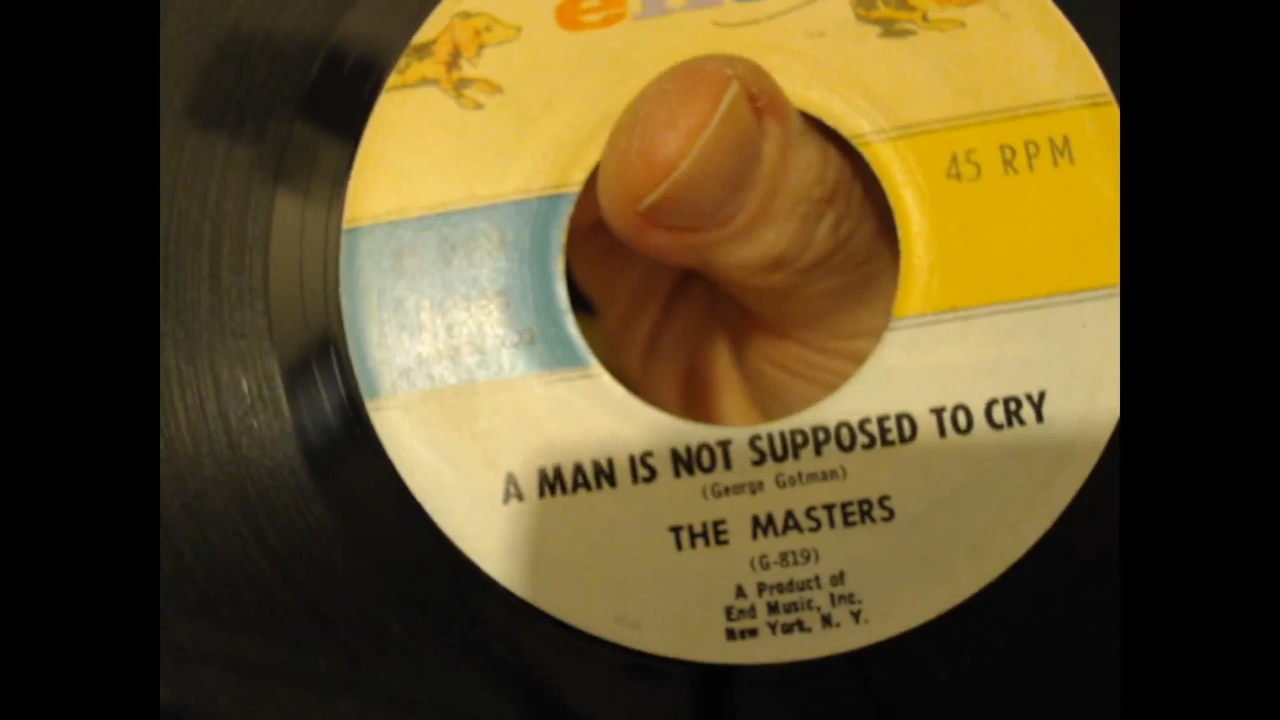 end
45 RPM
A MAN IS NOT SUPPOSED TO CRY
(George Gotman)
THE MASTERS
(G-819)
A Product of
End Music, Inc.
New York, N. Y.